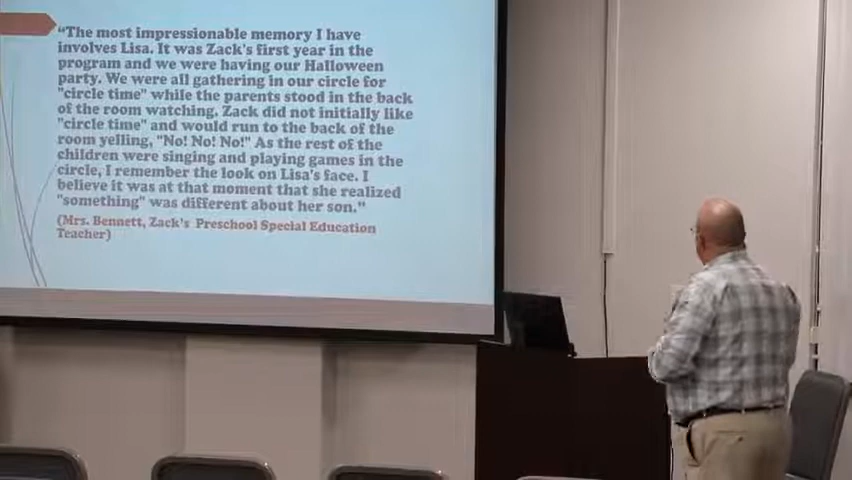 “The most impressionable memory I have
involves Lisa. It was Zack's first year in the
program and we were having our Halloween
party. We were all gathering in our circle for
"circle time" while the parents stood in the back
of the room watching. Zack did not initially like
"circle time" and would run to the back of the
room yelling, "No! No! No!" As the rest of the
children were singing and playing games in the
circle, I remember the look on Lisa's face. I
believe it was at that moment that she realized
"something" was different about her son.”
(Mrs. Bennett, Zack's Preschool Special Education
Teacher)